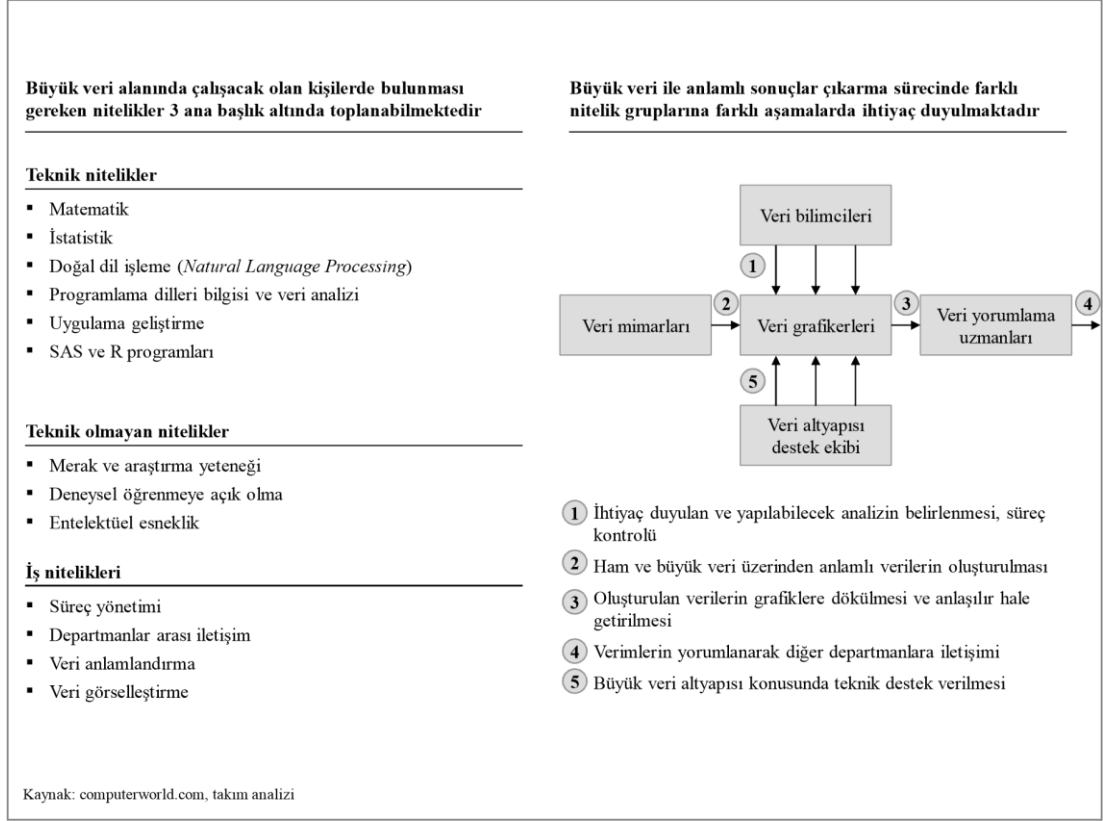 Büyük veri alanında çalışacak olan kişilerde bulunması
gereken nitelikler 3 ana başlık altında toplanabilmektedir
Teknik nitelikler
▪ Matematik
▪ İstatistik
▪ Doğal dil işleme (Natural Language Processing)
▪ Programlama dilleri bilgisi ve veri analizi
▪ Uygulama geliştirme
▪ SAS ve R programları
Teknik olmayan nitelikler
▪ Merak ve araştırma yeteneği
▪ Deneysel öğrenmeye açık olma
▪ Entelektüel esneklik
İş nitelikleri
▪ Süreç yönetimi
▪ Departmanlar arası iletişim
▪ Veri anlamlandırma
▪ Veri görselleştirme
Büyük veri ile anlamlı sonuçlar çıkarma sürecinde farklı
nitelik gruplarına farklı aşamalarda ihtiyaç duyulmaktadır
Veri bilimcileri
1
Veri mimarları
2
Veri grafikerleri
3
Veri yorumlama
uzmanları
4
5
Veri altyapısı
destek ekibi
1 İhtiyaç duyulan ve yapılabilecek analizin belirlenmesi, süreç
kontrolü
2 Ham ve büyük veri üzerinden anlamlı verilerin oluşturulması
3 Oluşturulan verilerin grafiklere dökülmesi ve anlaşılır hale
getirilmesi
4 Verimlerin yorumlanarak diğer departmanlara iletişimi
5 Büyük veri altyapısı konusunda teknik destek verilmesi
Kaynak: computerworld.com, takım analizi